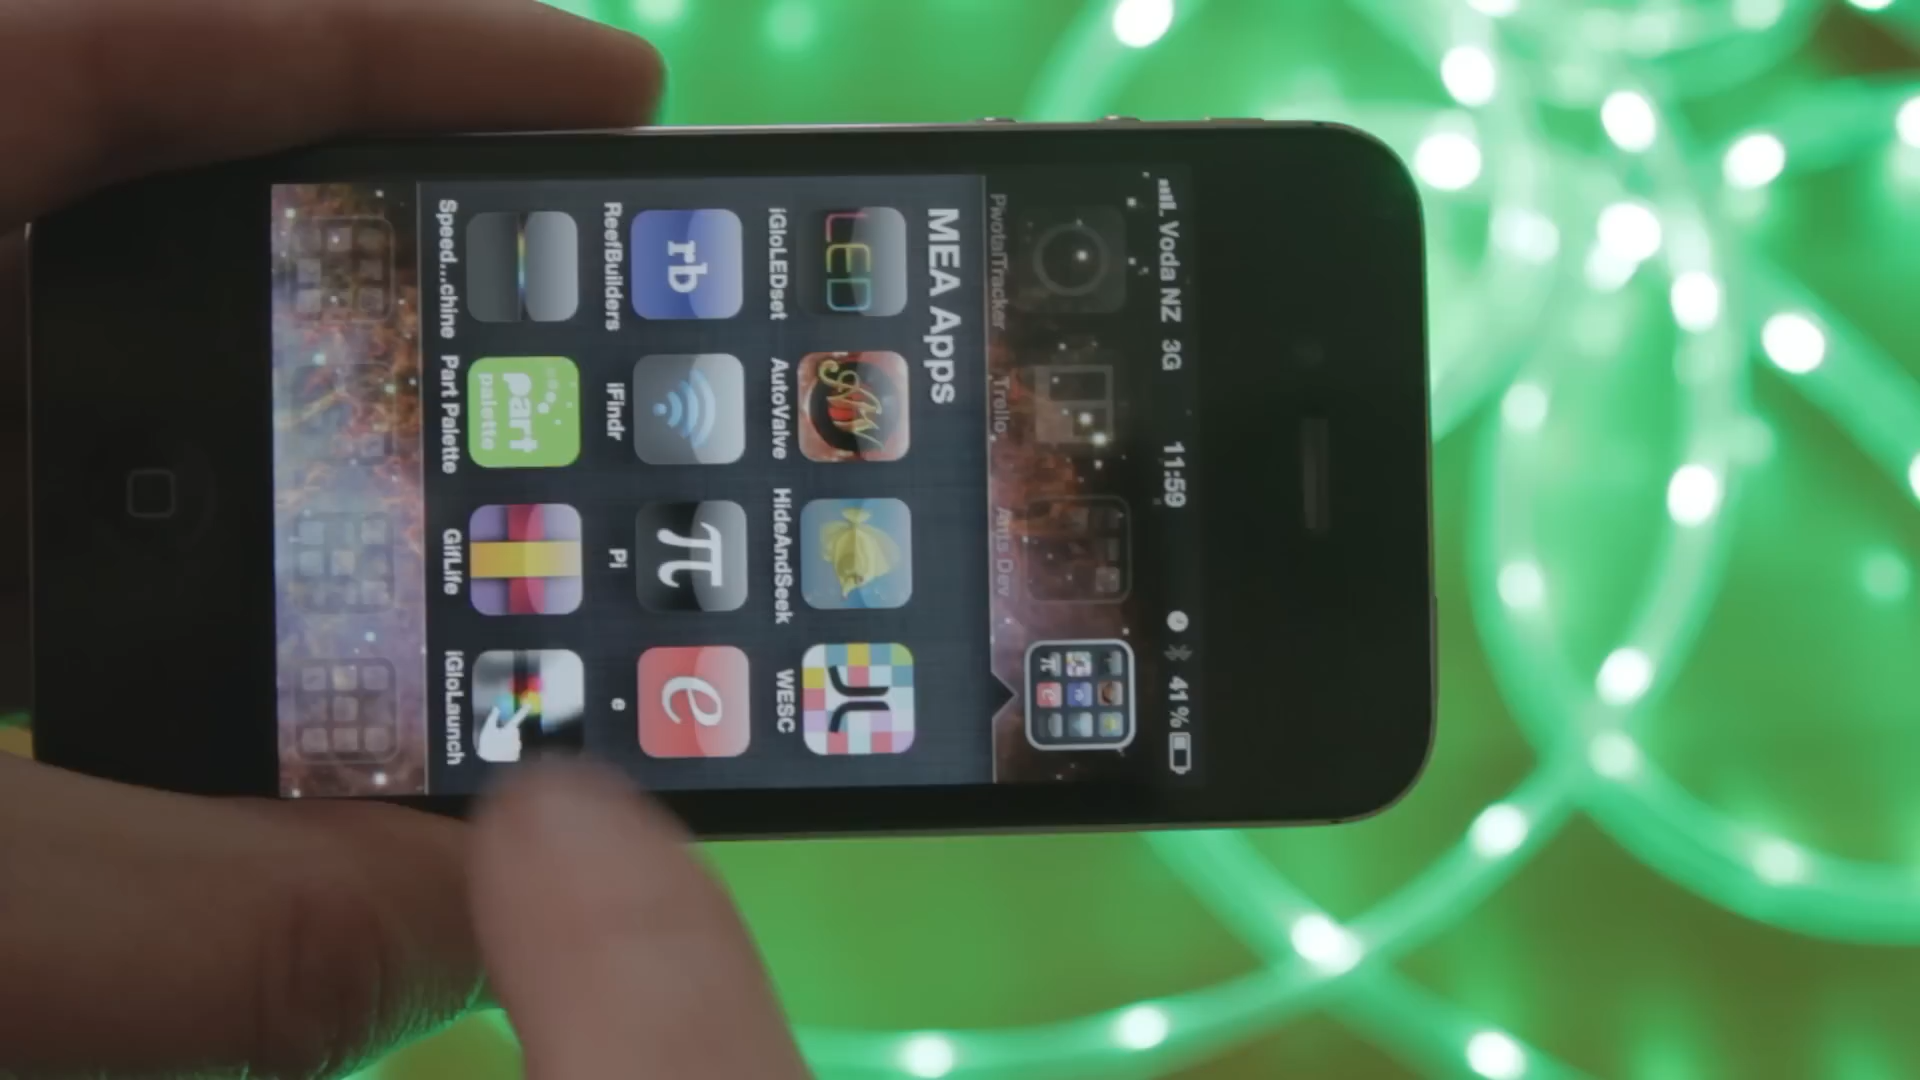 Voda NZ 3G 11:59 41%
PivotalTracker Trello Ants Dev
MEA Apps
LED
iGloLEDset AutoValve HideAndSeek WESC
rb π e
ReefBuilders iFindr Pi e
part
palette
Speed...chine Part Palette GifLife iGloLaunch